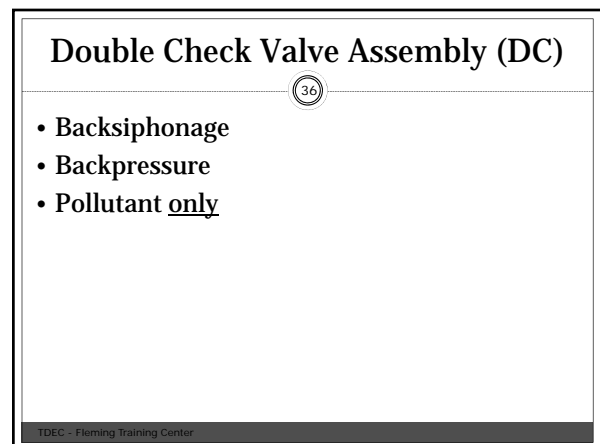 Double Check Valve Assembly (DC)
36
• Backsiphonage
• Backpressure
• Pollutant only
TDEC - Fleming Training Center